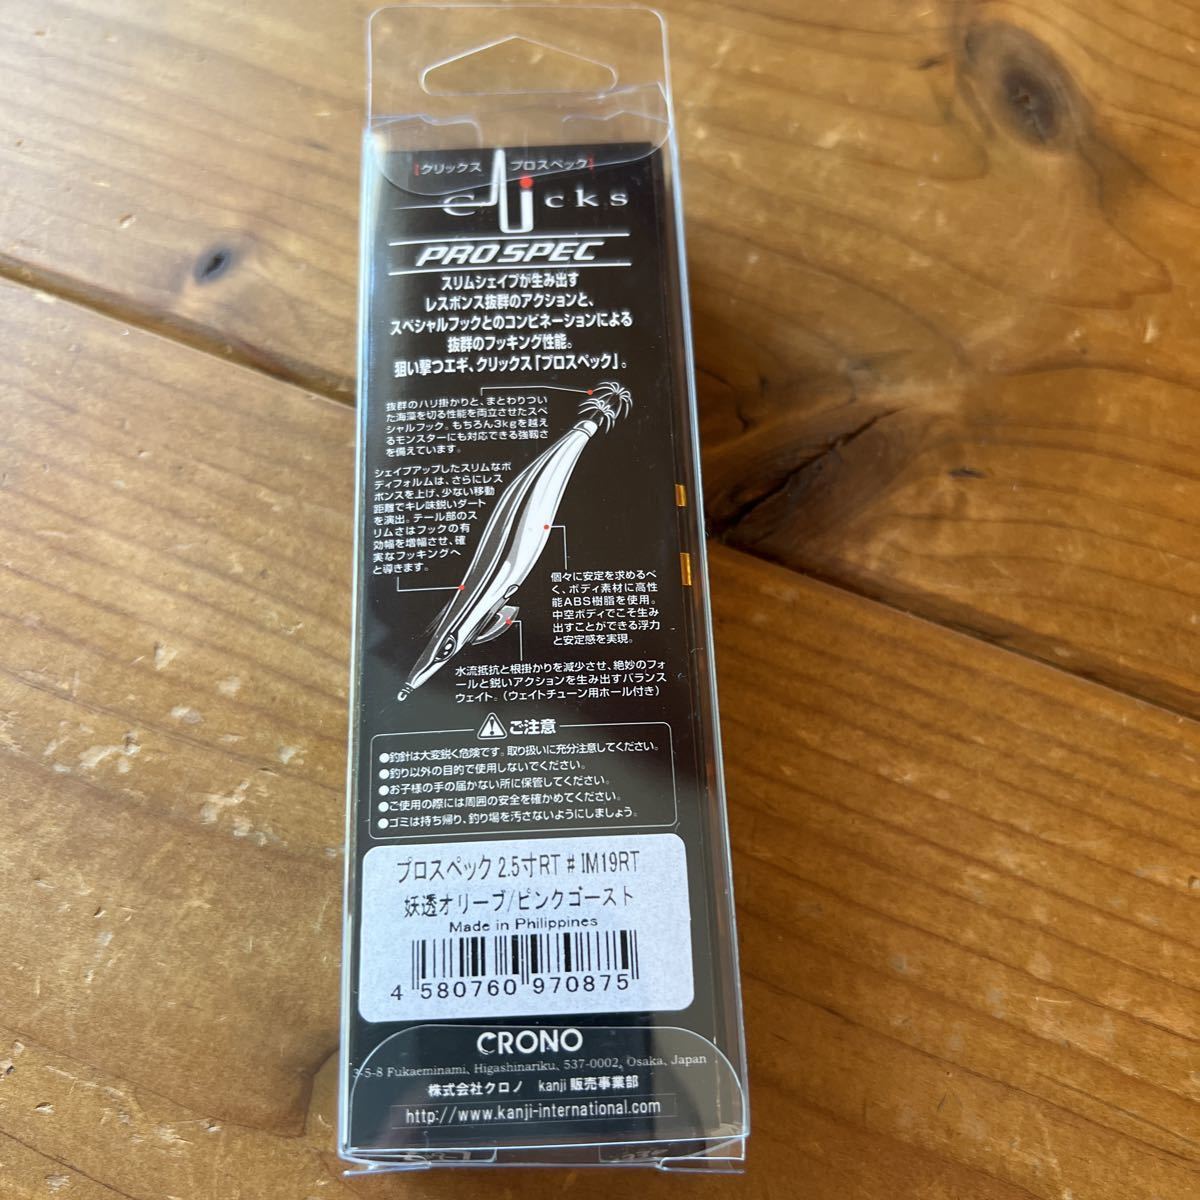 クリックス プロスペック
clicks
PRO SPEC
スリムシェイプが生み出す
レスポンス抜群のアクションと、
スペシャルフックとのコンビネーションによる
抜群のフッキング性能。
狙い撃つエギ、クリックス「プロスペック」。
抜群のハリ掛かりと、まとわりつい
た海藻を切る性能を両立させたスペ
シャルフック。もちろん3kgを越え
るモンスターにも対応できる強靱さ
を備えています。
シェイプアップしたスリムなボ
ディフォルムは、さらにレス
ポンスを上げ、少ない移動
距離でキレ味鋭いダート
を演出。テール部のス
リムさはフックの有
効幅を増幅させ、確
実なフッキングへ
と導きます。
個々に安定を求めるべ
く、ボディ素材に高性
能ABS樹脂を使用。
中空ボディでこそ生み
出すことができる浮力
と安定感を実現。
水流抵抗と根掛かりを減少させ、絶妙のフォ
ールと鋭いアクションを生み出すバランス
ウェイト。(ウェイトチューン用ホール付き)
ご注意
●釣針は大変鋭く危険です。取り扱いに充分注意してください。
●釣り以外の目的で使用しないでください。
●お子様の手の届かない所に保管してください。
●ご使用の際には周囲の安全を確かめてください。
●ゴミは持ち帰り、釣り場を汚さないようにしましょう。
プロスペック 2.5寸RT #IM19RT
妖透オリーブ/ピンクゴースト
Made in Philippines
4 580760 970875
CRONO
3-5-8 Fukaeminami, Higashinariku, 537-0002, Osaka, Japan
株式会社クロノ kanji 販売事業部
http://www.kanji-international.com